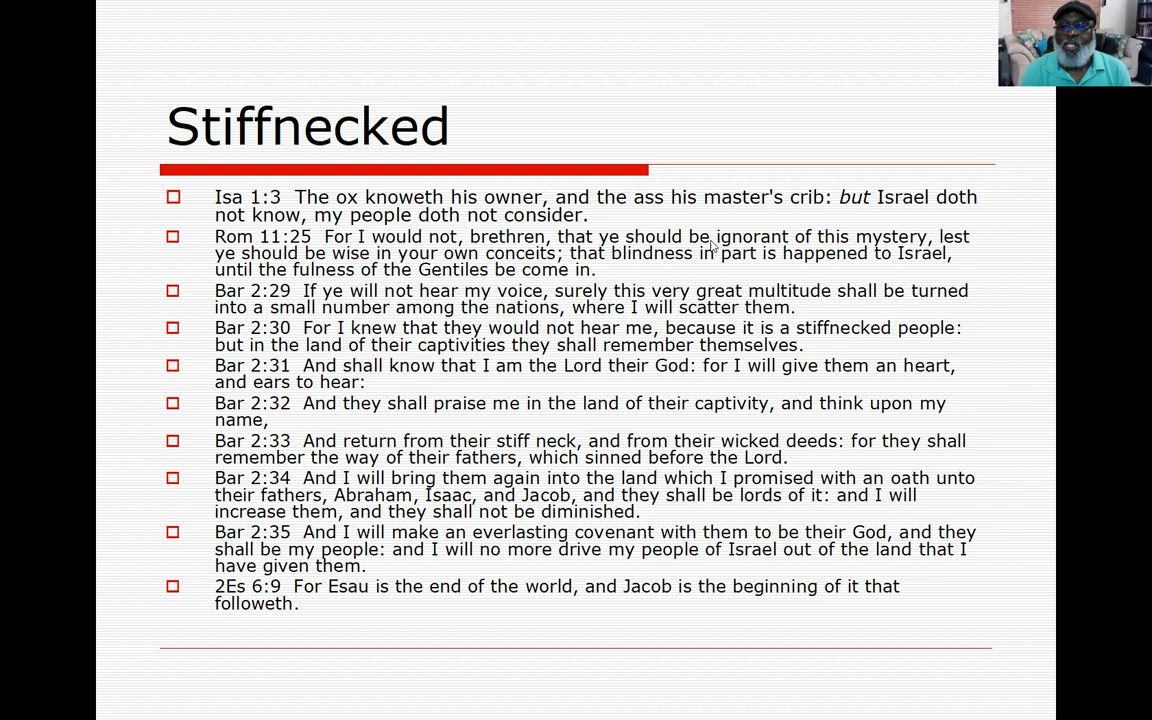 Stiffnecked
Isa 1:3  The ox knoweth his owner, and the ass his master's crib: but Israel doth
not know, my people doth not consider.
Rom 11:25  For I would not, brethren, that ye should be ignorant of this mystery, lest
ye should be wise in your own conceits; that blindness in part is happened to Israel,
until the fulness of the Gentiles be come in.
Bar 2:29  If ye will not hear my voice, surely this very great multitude shall be turned
into a small number among the nations, where I will scatter them.
Bar 2:30  For I knew that they would not hear me, because it is a stiffnecked people:
but in the land of their captivities they shall remember themselves.
Bar 2:31  And shall know that I am the Lord their God: for I will give them an heart,
and ears to hear:
Bar 2:32  And they shall praise me in the land of their captivity, and think upon my
name,
Bar 2:33  And return from their stiff neck, and from their wicked deeds: for they shall
remember the way of their fathers, which sinned before the Lord.
Bar 2:34  And I will bring them again into the land which I promised with an oath unto
their fathers, Abraham, Isaac, and Jacob, and they shall be lords of it: and I will
increase them, and they shall not be diminished.
Bar 2:35  And I will make an everlasting covenant with them to be their God, and they
shall be my people: and I will no more drive my people of Israel out of the land that I
have given them.
2Es 6:9  For Esau is the end of the world, and Jacob is the beginning of it that
followeth.